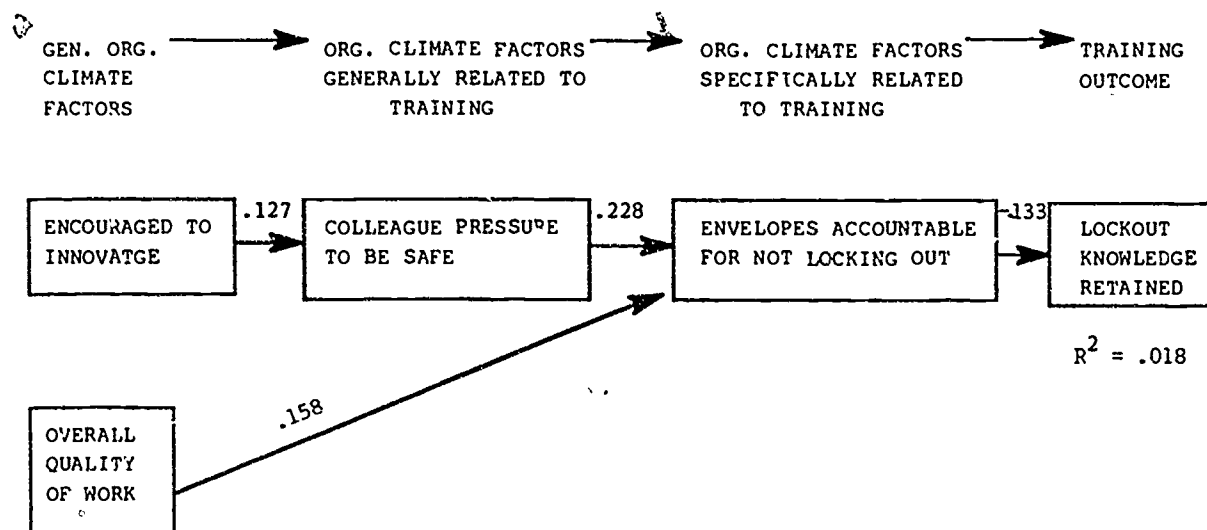 GEN. ORG.
CLIMATE
FACTORS
ORG. CLIMATE FACTORS
GENERALLY RELATED TO
TRAINING
ORG. CLIMATE FACTORS
SPECIFICALLY RELATED
TO TRAINING
TRAINING
OUTCOME
ENCOURAGED TO
INNOVATGE
.127
COLLEAGUE PRESSURE
TO BE SAFE
.228
ENVELOPES ACCOUNTABLE
FOR NOT LOCKING OUT
-.133
LOCKOUT
KNOWLEDGE
RETAINED
R² = .018
.158
OVERALL
QUALITY
OF WORK